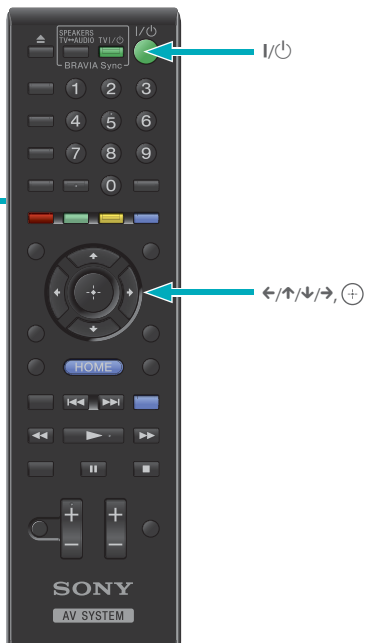 SPEAKERS
TV↔AUDIO TV I/⏻ I/⏻
BRAVIA Sync
I/⏻
1 2 3
4 5 6
7 8 9
· 0
←/↑/↓/→, ⊕
HOME
SONY
AV SYSTEM